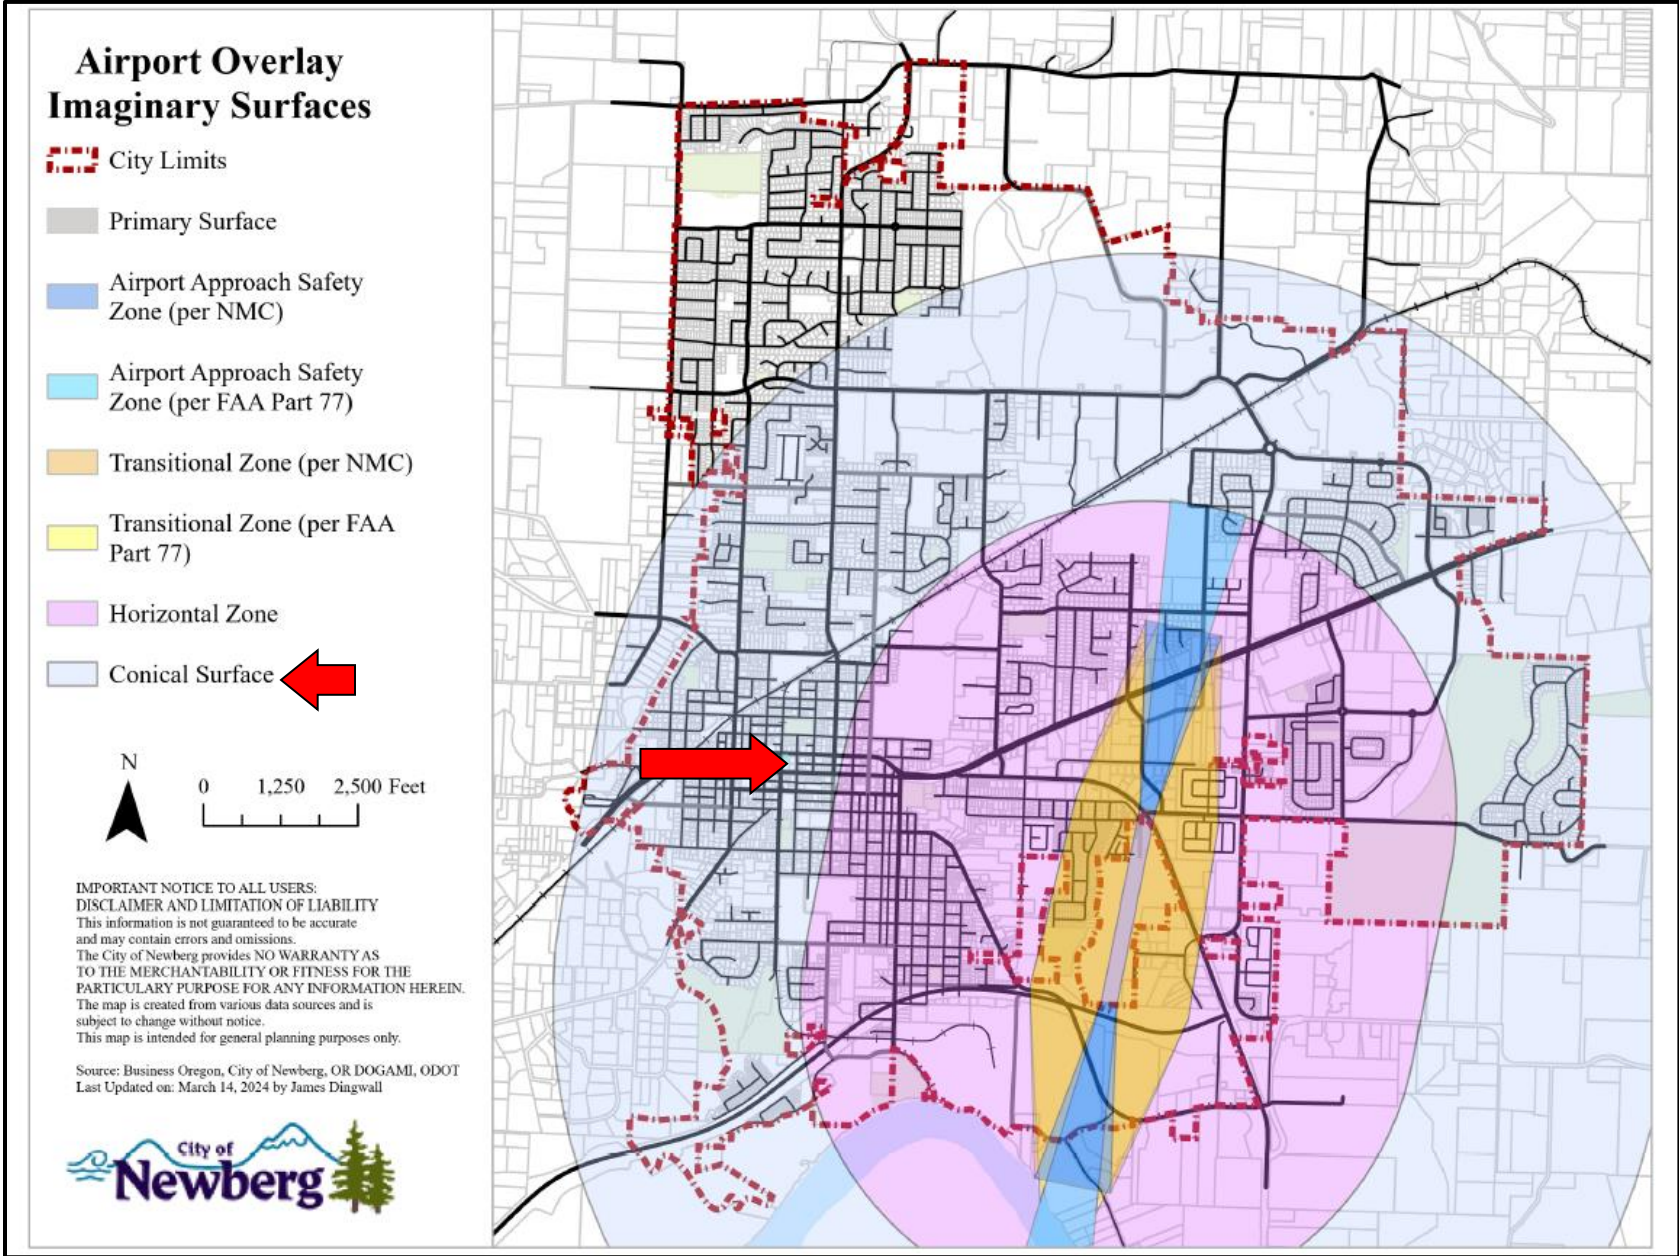 Airport Overlay
Imaginary Surfaces
City Limits
Primary Surface
Airport Approach Safety
Zone (per NMC)
Airport Approach Safety
Zone (per FAA Part 77)
Transitional Zone (per NMC)
Transitional Zone (per FAA
Part 77)
Horizontal Zone
Conical Surface
N
0 1,250 2,500 Feet
IMPORTANT NOTICE TO ALL USERS:
DISCLAIMER AND LIMITATION OF LIABILITY
This information is not guaranteed to be accurate
and may contain errors and omissions.
The City of Newberg provides NO WARRANTY AS
TO THE MERCHANTABILITY OR FITNESS FOR THE
PARTICULARY PURPOSE FOR ANY INFORMATION HEREIN.
The map is created from various data sources and is
subject to change without notice.
This map is intended for general planning purposes only.
Source: Business Oregon, City of Newberg, OR DOGAMI, ODOT
Last Updated on: March 14, 2024 by James Dingwall
City of
Newberg